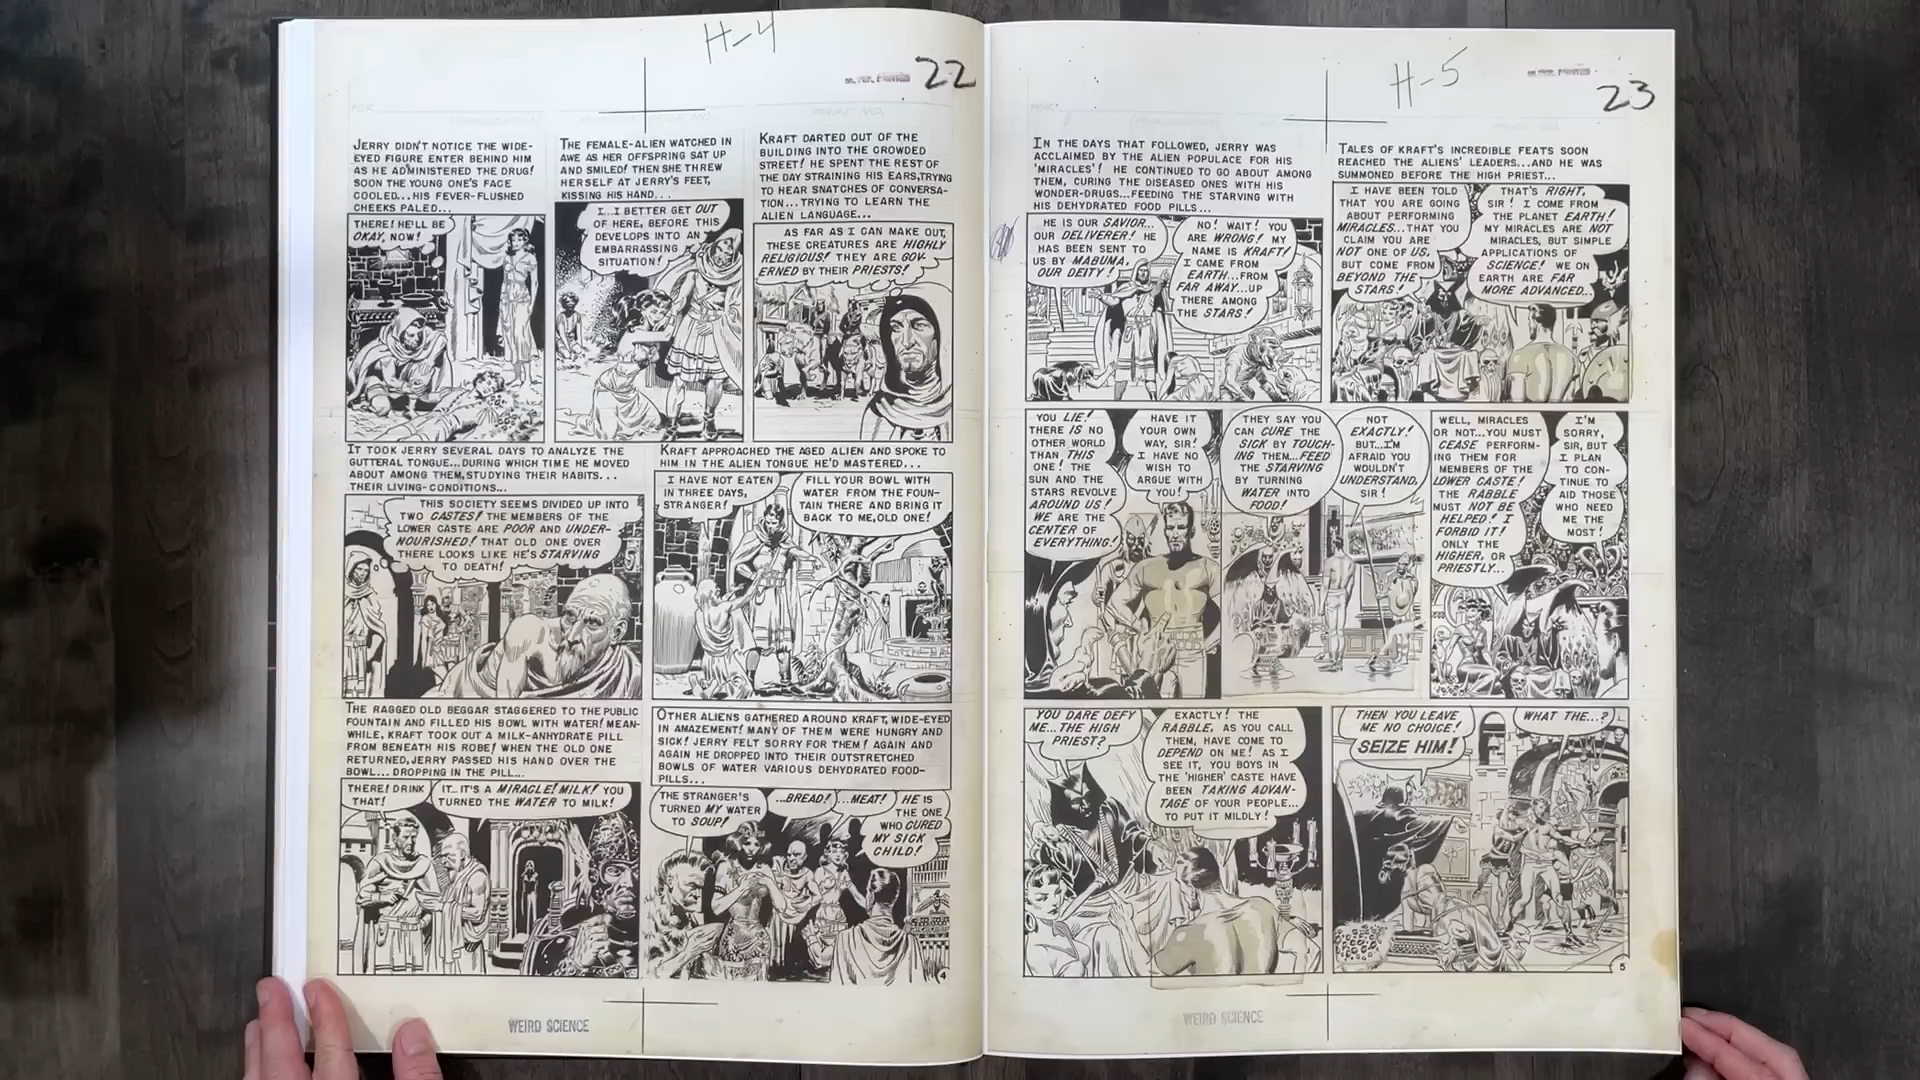 H-4
22
JERRY DIDN'T NOTICE THE WIDE-
EYED FIGURE ENTER BEHIND HIM
AS HE ADMINISTERED THE DRUG!
SOON THE YOUNG ONE'S FACE
COOLED...HIS FEVER-FLUSHED
CHEEKS PALED...
THERE! HE'LL BE
OKAY, NOW!
THE FEMALE-ALIEN WATCHED IN
AWE AS HER OFFSPRING SAT UP
AND SMILED! THEN SHE THREW
HERSELF AT JERRY'S FEET,
KISSING HIS HAND...
I...I BETTER GET OUT
OF HERE, BEFORE THIS
DEVELOPS INTO AN
EMBARRASSING
SITUATION!
KRAFT DARTED OUT OF THE
BUILDING INTO THE CROWDED
STREET! HE SPENT THE REST OF
THE DAY STRAINING HIS EARS, TRYING
TO HEAR SNATCHES OF CONVERSA-
TION... TRYING TO LEARN THE
ALIEN LANGUAGE...
AS FAR AS I CAN MAKE OUT,
THESE CREATURES ARE HIGHLY
RELIGIOUS! THEY ARE GOV-
ERNED BY THEIR PRIESTS!
IT TOOK JERRY SEVERAL DAYS TO ANALYZE THE
GUTTERAL TONGUE...DURING WHICH TIME HE MOVED
ABOUT AMONG THEM, STUDYING THEIR HABITS...
THEIR LIVING-CONDITIONS...
THIS SOCIETY SEEMS DIVIDED UP INTO
TWO CASTES! THE MEMBERS OF THE
LOWER CASTE ARE POOR AND UNDER-
NOURISHED! THAT OLD ONE OVER
THERE LOOKS LIKE HE'S STARVING
TO DEATH!
KRAFT APPROACHED THE AGED ALIEN AND SPOKE TO
HIM IN THE ALIEN TONGUE HE'D MASTERED...
I HAVE NOT EATEN
IN THREE DAYS,
STRANGER!
FILL YOUR BOWL WITH
WATER FROM THE FOUN-
TAIN THERE AND BRING IT
BACK TO ME, OLD ONE!
THE RAGGED OLD BEGGAR STAGGERED TO THE PUBLIC
FOUNTAIN AND FILLED HIS BOWL WITH WATER! MEAN-
WHILE, KRAFT TOOK OUT A MILK-ANHYDRATE PILL
FROM BENEATH HIS ROBE! WHEN THE OLD ONE
RETURNED, JERRY PASSED HIS HAND OVER THE
BOWL... DROPPING IN THE PILL...
THERE! DRINK
THAT!
IT... IT'S A MIRACLE! MILK! YOU
TURNED THE WATER TO MILK!
OTHER ALIENS GATHERED AROUND KRAFT, WIDE-EYED
IN AMAZEMENT! MANY OF THEM WERE HUNGRY AND
SICK! JERRY FELT SORRY FOR THEM! AGAIN AND
AGAIN HE DROPPED INTO THEIR OUTSTRETCHED
BOWLS OF WATER VARIOUS DEHYDRATED FOOD-
PILLS...
THE STRANGER'S
TURNED MY WATER
TO SOUP!
...BREAD!
...MEAT!
HE IS
THE ONE
WHO CURED
MY SICK
CHILD!
4
WEIRD SCIENCE
H-5
23
IN THE DAYS THAT FOLLOWED, JERRY WAS
ACCLAIMED BY THE ALIEN POPULACE FOR HIS
'MIRACLES'! HE CONTINUED TO GO ABOUT AMONG
THEM, CURING THE DISEASED ONES WITH HIS
WONDER-DRUGS...FEEDING THE STARVING WITH
HIS DEHYDRATED FOOD PILLS...
HE IS OUR SAVIOR...
OUR DELIVERER! HE
HAS BEEN SENT TO
US BY MABUMA,
OUR DEITY!
NO! WAIT! YOU
ARE WRONG! MY
NAME IS KRAFT!
I CAME FROM
EARTH...FROM
FAR AWAY...UP
THERE AMONG
THE STARS!
TALES OF KRAFT'S INCREDIBLE FEATS SOON
REACHED THE ALIENS' LEADERS...AND HE WAS
SUMMONED BEFORE THE HIGH PRIEST...
I HAVE BEEN TOLD
THAT YOU ARE GOING
ABOUT PERFORMING
MIRACLES...THAT YOU
CLAIM YOU ARE
NOT ONE OF US,
BUT COME FROM
BEYOND THE
STARS!
THAT'S RIGHT,
SIR! I COME FROM
THE PLANET EARTH!
MY MIRACLES ARE NOT
MIRACLES, BUT SIMPLE
APPLICATIONS OF
SCIENCE! WE ON
EARTH ARE FAR
MORE ADVANCED...
YOU LIE!
THERE IS NO
OTHER WORLD
THAN THIS
ONE! THE
SUN AND THE
STARS REVOLVE
AROUND US!
WE ARE THE
CENTER OF
EVERYTHING!
HAVE IT
YOUR OWN
WAY, SIR!
I HAVE NO
WISH TO
ARGUE WITH
YOU!
THEY SAY YOU
CAN CURE THE
SICK BY TOUCH-
ING THEM...FEED
THE STARVING
BY TURNING
WATER INTO
FOOD!
NOT
EXACTLY!
BUT...I'M
AFRAID YOU
WOULDN'T
UNDERSTAND,
SIR!
WELL, MIRACLES
OR NOT...YOU MUST
CEASE PERFORM-
ING THEM FOR
MEMBERS OF THE
LOWER CASTE!
THE RABBLE
MUST NOT BE
HELPED! I
FORBID IT!
ONLY THE
HIGHER, OR
PRIESTLY...
I'M
SORRY,
SIR, BUT
I PLAN
TO CON-
TINUE TO
AID THOSE
WHO NEED
ME THE
MOST!
YOU DARE DEFY
ME...THE HIGH
PRIEST?
EXACTLY! THE
RABBLE, AS YOU CALL
THEM, HAVE COME TO
DEPEND ON ME! AS I
SEE IT, YOU BOYS IN
THE 'HIGHER' CASTE HAVE
BEEN TAKING ADVAN-
TAGE OF YOUR PEOPLE...
TO PUT IT MILDLY!
THEN YOU LEAVE
ME NO CHOICE!
SEIZE HIM!
WHAT THE...?
5
WEIRD SCIENCE